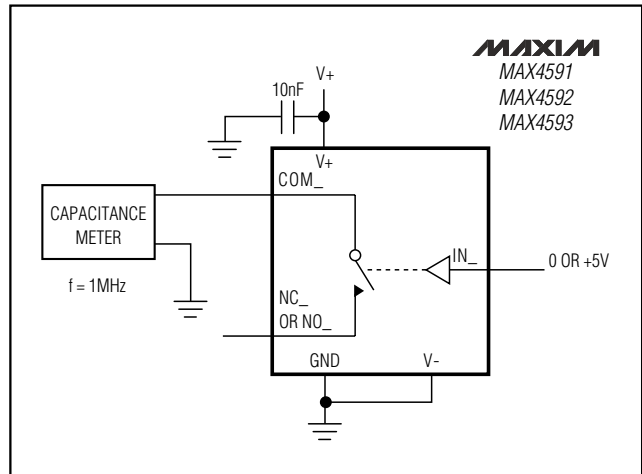 MAXIM
MAX4591
MAX4592
MAX4593
V+
10nF
V+
COM_
CAPACITANCE
METER
IN_
0 OR +5V
f = 1MHz
NC_
OR NO_
GND
V-